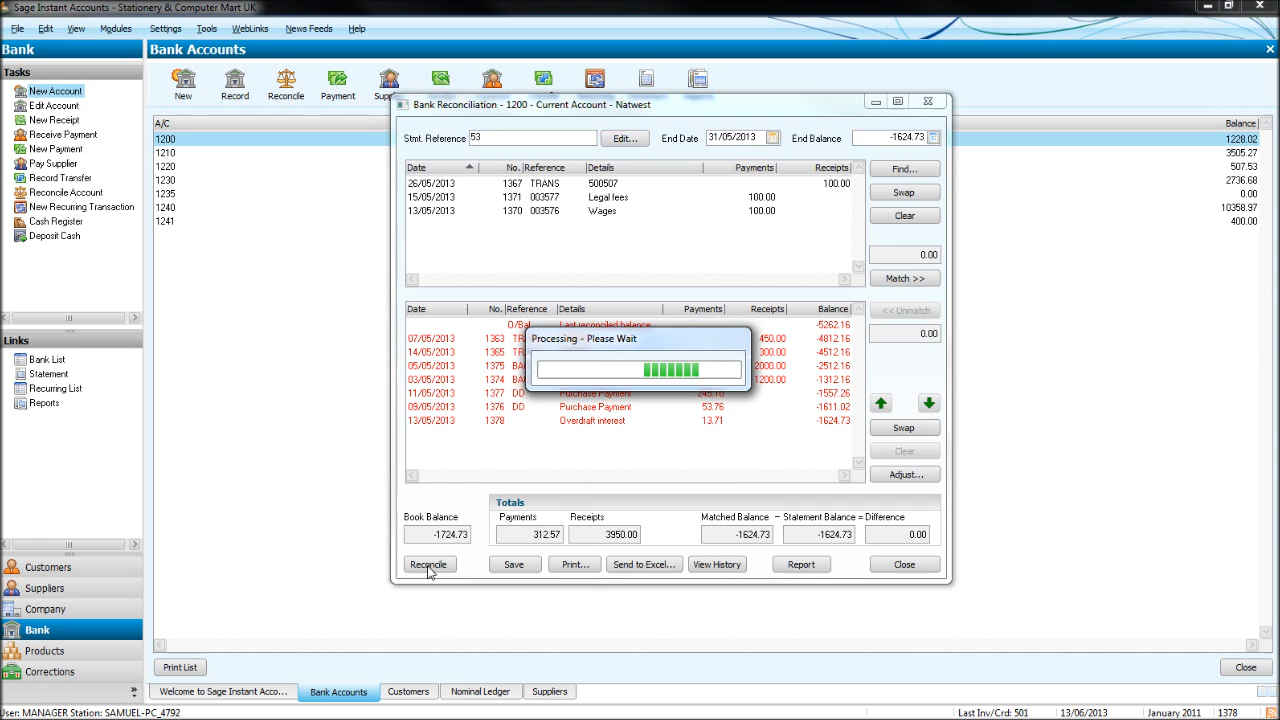 Sage Instant Accounts - Stationery & Computer Mart UK
File Edit View Modules Settings Tools WebLinks News Feeds Help
Bank
Bank Accounts
Tasks
New Account
Edit Account
New Receipt
Receive Payment
New Payment
Pay Supplier
Record Transfer
Reconcile Account
New Recurring Transaction
Cash Register
Deposit Cash
Links
Bank List
Statement
Recurring List
Reports
Customers
Suppliers
Company
Bank
Products
Corrections
New Record Reconcile Payment
A/C Balance
1200 1228.02
1210 3505.27
1220 507.53
1230 2736.68
1235 0.00
1240 10358.97
1241 400.00
Bank Reconciliation - 1200 - Current Account - Natwest
Stmt. Reference 53 Edit... End Date 31/05/2013 End Balance -1624.73
Date No. Reference Details Payments Receipts
26/05/2013 1367 TRANS 500507 100.00
15/05/2013 1371 003577 Legal fees 100.00
13/05/2013 1370 003576 Wages 100.00
Find...
Swap
Clear
0.00
Match >>
<< Unmatch
0.00
Date No. Reference Details Payments Receipts Balance
O/Bal Last reconciled balance -5262.16
07/05/2013 1363 450.00 -4812.16
14/05/2013 1365 300.00 -4512.16
05/05/2013 1375 2000.00 -2512.16
03/05/2013 1374 1200.00 -1312.16
11/05/2013 1377 DD Purchase Payment 245.10 -1557.26
09/05/2013 1376 DD Purchase Payment 53.76 -1611.02
13/05/2013 1378 Overdraft interest 13.71 -1624.73
Processing - Please Wait
Swap
Clear
Adjust...
Totals
Book Balance Payments Receipts Matched Balance - Statement Balance = Difference
-1724.73 312.57 3950.00 -1624.73 -1624.73 0.00
Reconcile Save Print... Send to Excel... View History Report Close
Print List Close
Welcome to Sage Instant Acco... Bank Accounts Customers Nominal Ledger Suppliers
User: MANAGER Station: SAMUEL-PC_4792 Last Inv/Crd: 501 13/06/2013 January 2011 1378